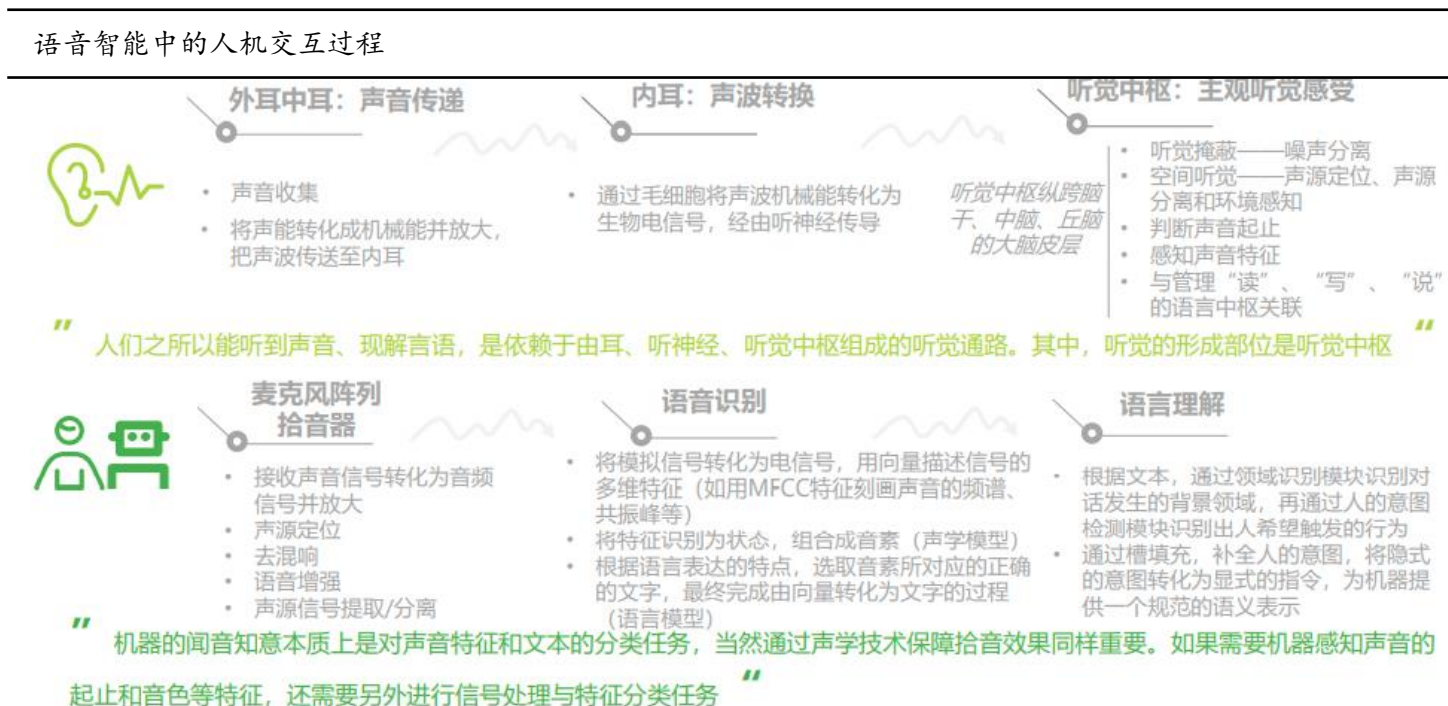 语音智能中的人机交互过程
外耳中耳：声音传递
声音收集
将声能转化成机械能并放大，
把声波传送至内耳
内耳：声波转换
通过毛细胞将声波机械能转化为
生物电信号，经由听神经传导
听觉中枢：主观听觉感受
听觉中枢纵跨脑
干、中脑、丘脑
的大脑皮层
听觉掩蔽——噪声分离
空间听觉——声源定位、声源
分离和环境感知
判断声音起止
感知声音特征
与管理“读”、“写”、“说”
的语言中枢关联
人们之所以能听到声音、现解言语，是依赖于由耳、听神经、听觉中枢组成的听觉通路。其中，听觉的形成部位是听觉中枢
麦克风阵列
拾音器
接收声音信号转化为音频
信号并放大
声源定位
去混响
语音增强
声源信号提取/分离
语音识别
将模拟信号转化为电信号，用向量描述信号的
多维特征（如用MFCC特征刻画声音的频谱、
共振峰等）
将特征识别为状态，组合成音素（声学模型）
根据语言表达的特点，选取音素所对应的正确
的文字，最终完成由向量转化为文字的过程
（语言模型）
语言理解
根据文本，通过领域识别模块识别对
话发生的背景领域，再通过人的意图
检测模块识别出人希望触发的行为
通过槽填充，补全人的意图，将隐式
的意图转化为显式的指令，为机器提
供一个规范的语义表示
机器的闻音知意本质上是对声音特征和文本的分类任务，当然通过声学技术保障拾音效果同样重要。如果需要机器感知声音的
起止和音色等特征，还需要另外进行信号处理与特征分类任务